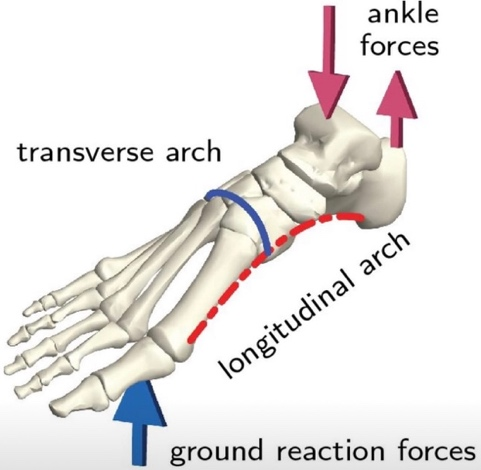 ankle
forces
transverse arch
longitudinal arch
ground reaction forces